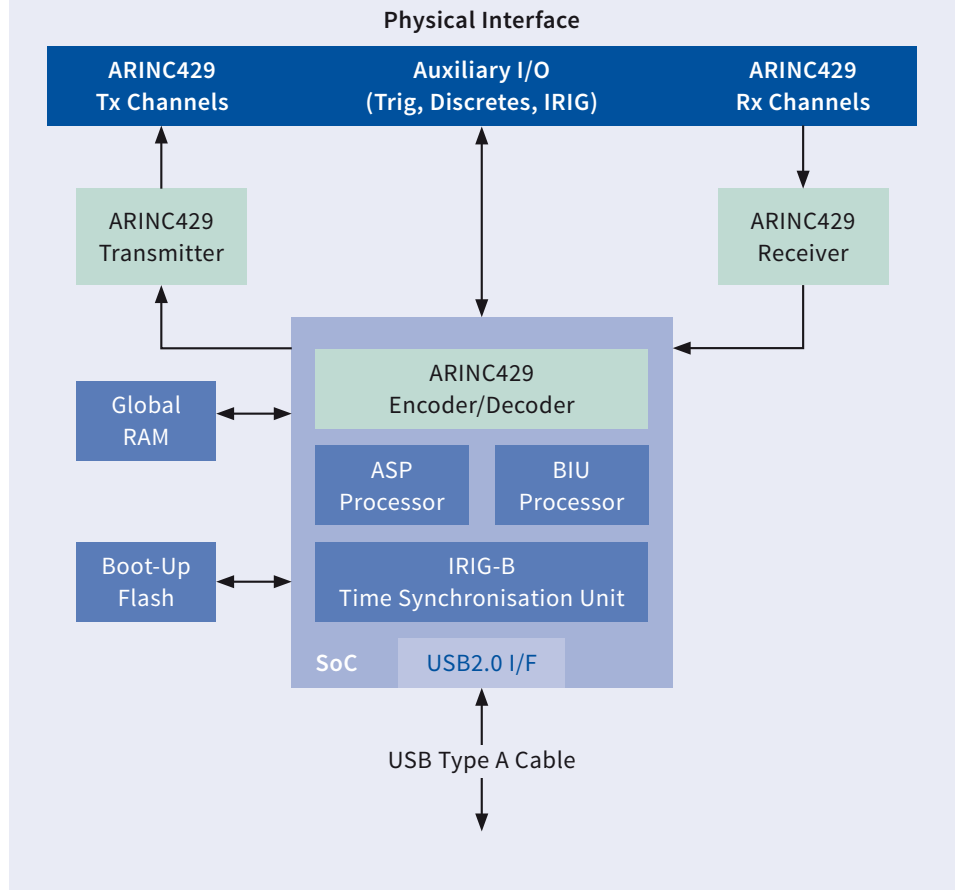 Physical Interface
ARINC429
Tx Channels
Auxiliary I/O
(Trig, Discretes, IRIG)
ARINC429
Rx Channels
ARINC429
Transmitter
ARINC429
Receiver
ARINC429
Encoder/Decoder
Global
RAM
ASP
Processor
BIU
Processor
Boot-Up
Flash
IRIG-B
Time Synchronisation Unit
SoC
USB2.0 I/F
USB Type A Cable